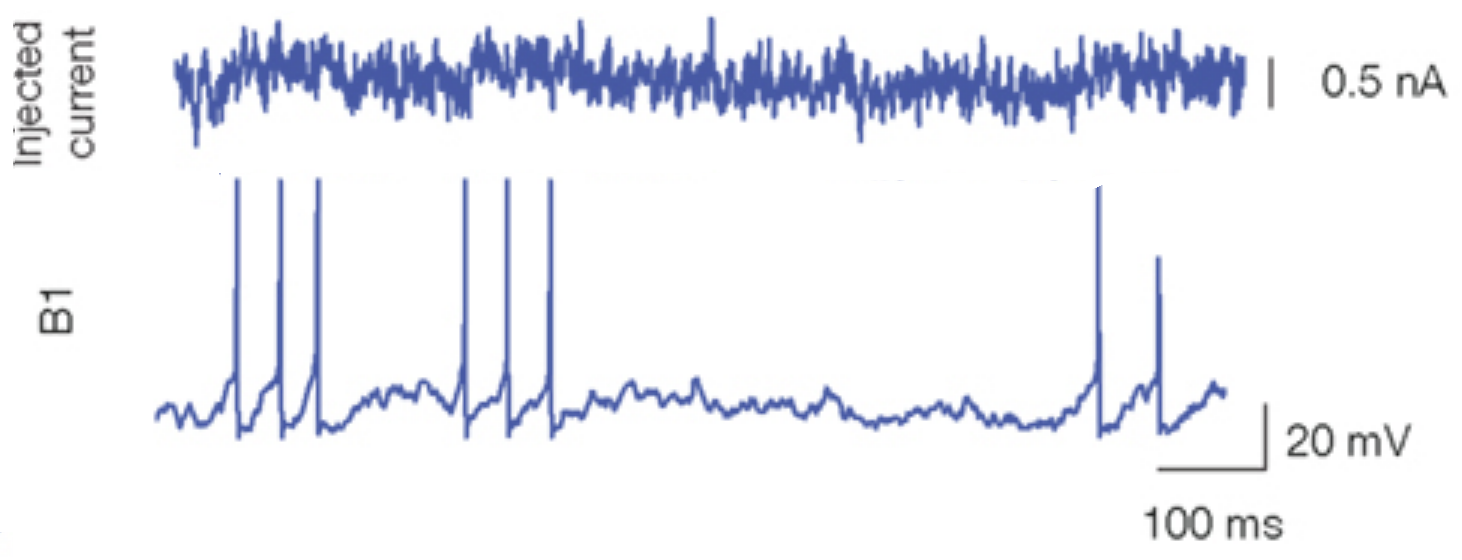 Injected
current
0.5 nA
B1
20 mV
100 ms